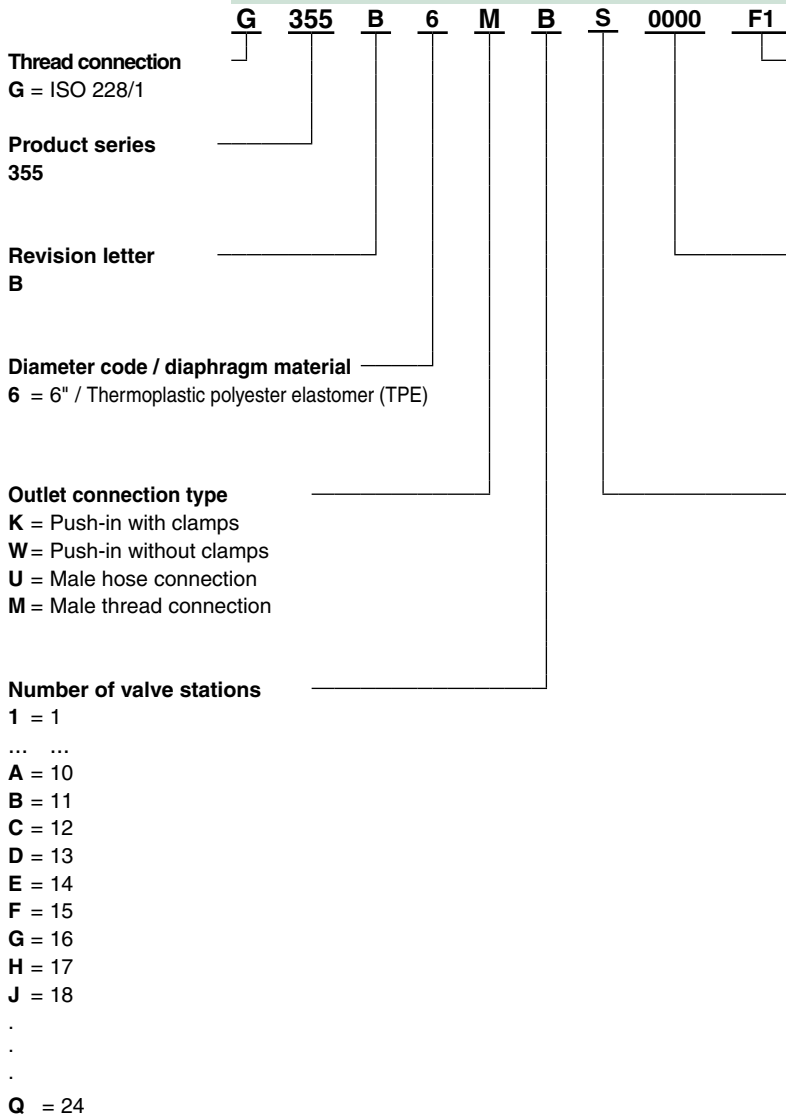 G 355 B 6 M B S 0000 F1
Thread connection
G = ISO 228/1
Product series
355
Revision letter
B
Diameter code / diaphragm material
6 = 6" / Thermoplastic polyester elastomer (TPE)
Outlet connection type
K = Push-in with clamps
W = Push-in without clamps
U = Male hose connection
M = Male thread connection
Number of valve stations
1 = 1
... ...
A = 10
B = 11
C = 12
D = 13
E = 14
F = 15
G = 16
H = 17
J = 18
.
.
.
Q = 24